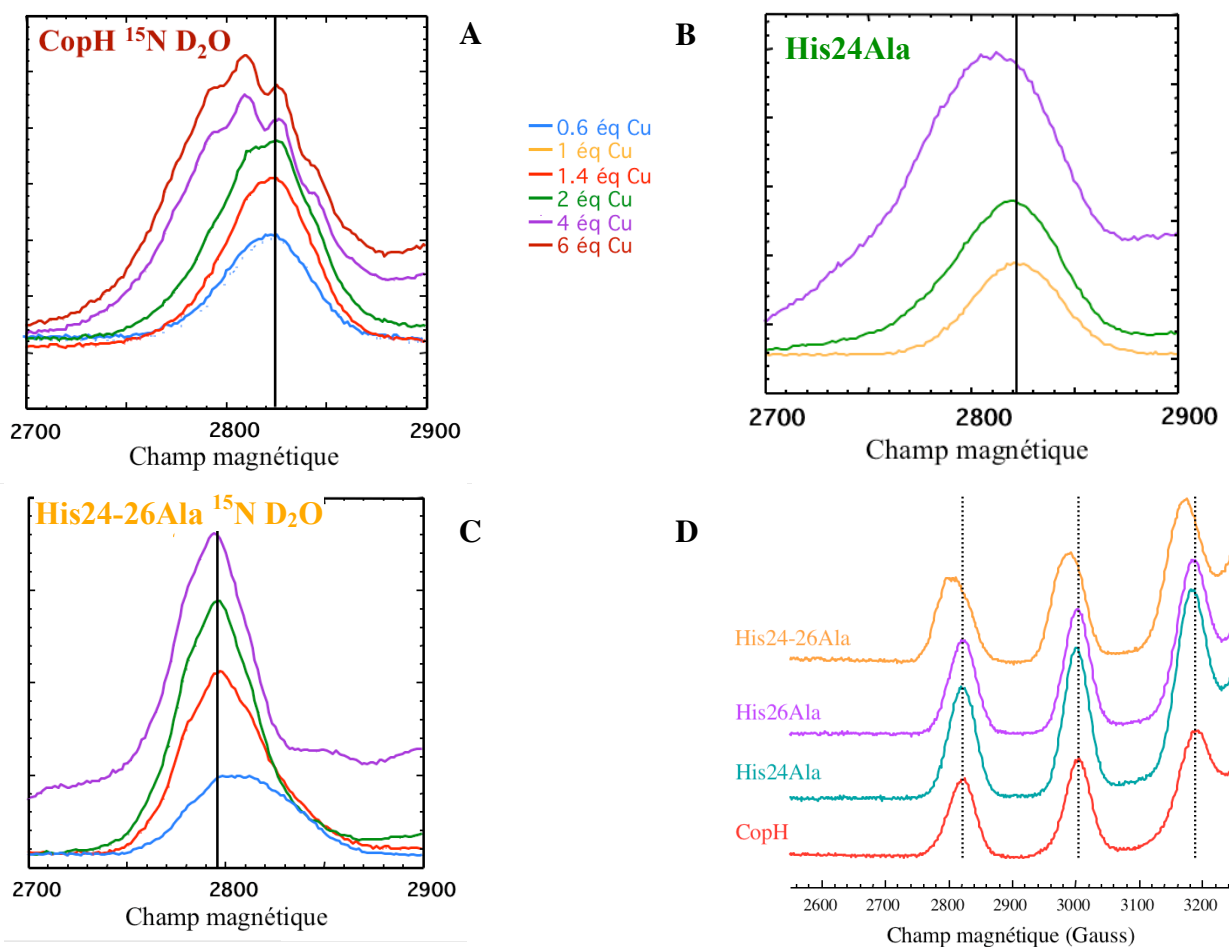 CopH ¹⁵N D₂O
A
2700 2800 2900
Champ magnétique
0.6 éq Cu
1 éq Cu
1.4 éq Cu
2 éq Cu
4 éq Cu
6 éq Cu
B
His24Ala
2700 2800 2900
Champ magnétique
His24-26Ala ¹⁵N D₂O
C
2700 2800 2900
Champ magnétique
D
His24-26Ala
His26Ala
His24Ala
CopH
2600 2700 2800 2900 3000 3100 3200
Champ magnétique (Gauss)